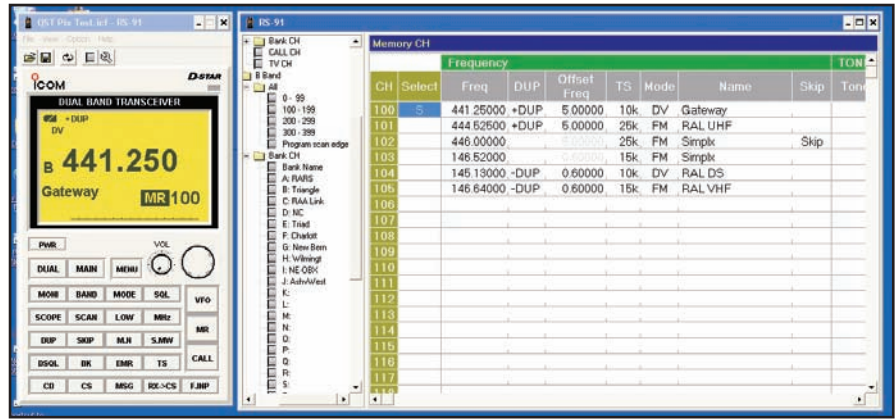 QST Pix Test.icf - RS-91
File View Option Help
ICOM
D-STAR
DUAL BAND TRANSCEIVER
+DUP
DV
B 441.250
Gateway MR 100
PWR VOL
DUAL MAIN MENU
MONI BAND MODE SQL VFO
SCOPE SCAN LOW MHz
MR
DUP SKIP M.N S.MW
CALL
DSQL BK EMR TS
CD CS MSG RX->CS F.INP
RS-91
Bank CH
CALL CH
TV CH
B Band
All
0 - 99
100 - 199
200 - 299
300 - 399
Program scan edge
Bank CH
Bank Name
A: RARS
B: Triangle
C: RAA Link
D: NC
E: Triad
F: Charlott
G: New Bern
H: Wilmingt
I: NE-OBX
J: Ash/West
K:
L:
M:
N:
O:
P:
Q:
R:
S:
Memory CH
Frequency TON
CH Select Freq DUP Offset Freq TS Mode Name Skip Ton
100 S 441.25000 +DUP 5.00000 10k DV Gateway
101 444.52500 +DUP 5.00000 25k FM RAL UHF
102 446.00000 5.00000 25k FM Simplx Skip
103 146.52000 0.60000 15k FM Simplx
104 145.13000 -DUP 0.60000 10k DV RAL DS
105 146.64000 -DUP 0.60000 15k FM RAL VHF
106
107
108
109
110
111
112
113
114
115
116
117
118